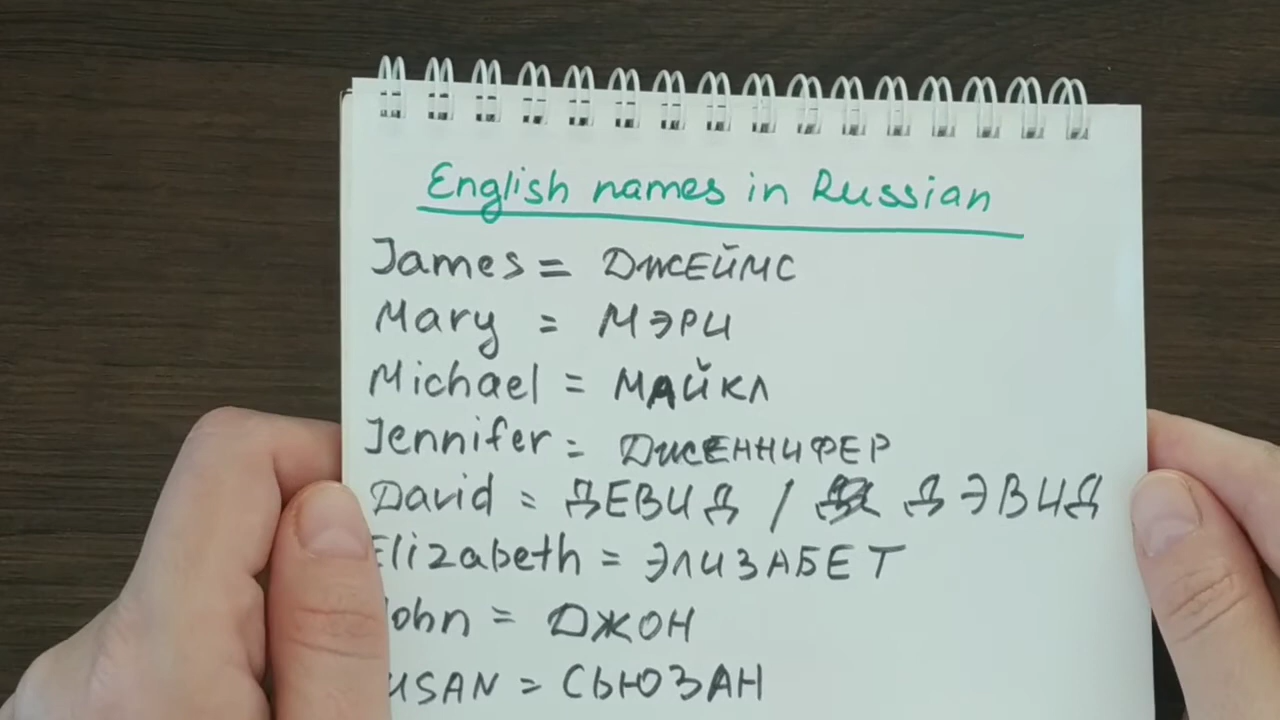 English names in Russian
James = ДЖЕЙМС
Mary = МЭРИ
Michael = МАЙКЛ
Jennifer = ДЖЕННИФЕР
David = ДЕВИД / ДЭВИД
Elizabeth = ЭЛИЗАБЕТ
John = ДЖОН
USAN = СЬЮЗАН